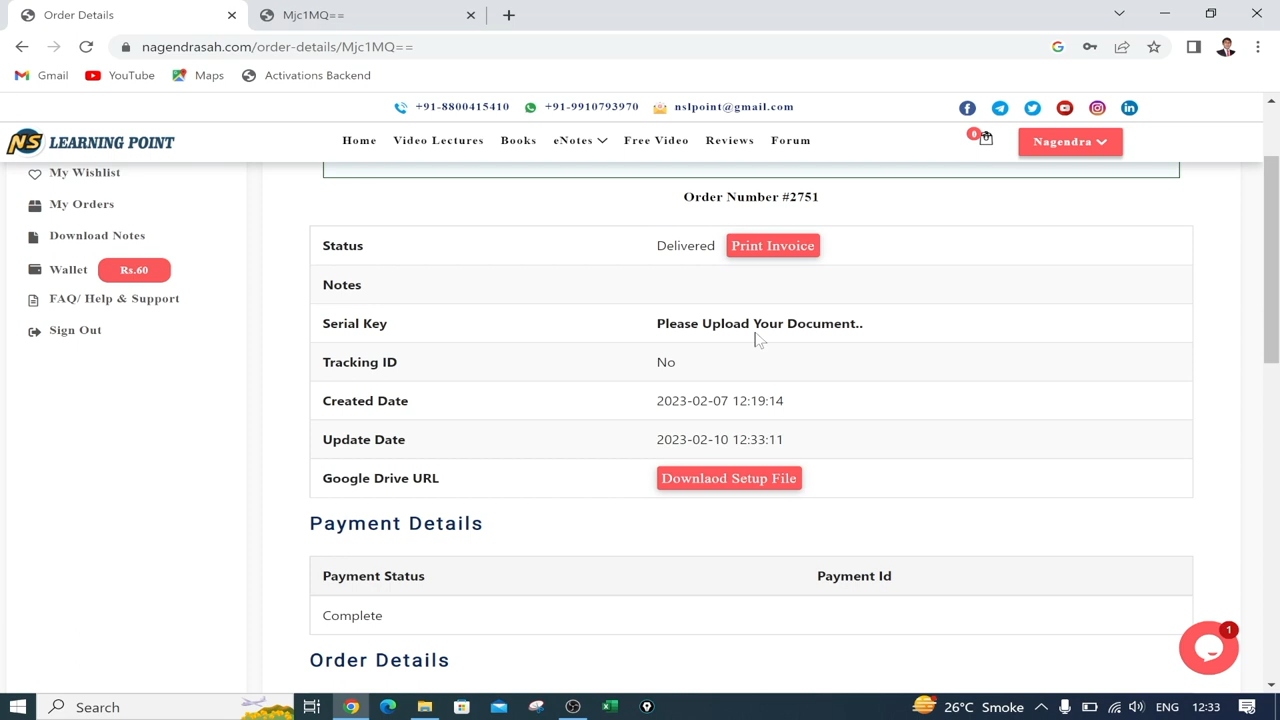 Order Details
Mjc1MQ==
nagendrasah.com/order-details/Mjc1MQ==
Gmail YouTube Maps Activations Backend
+91-8800415410 +91-9910793970 nslpoint@gmail.com
NS LEARNING POINT
Home Video Lectures Books eNotes Free Video Reviews Forum
0
Nagendra
My Wishlist
My Orders
Download Notes
Wallet Rs.60
FAQ/ Help & Support
Sign Out
Order Number #2751
Status Delivered Print Invoice
Notes
Serial Key Please Upload Your Document..
Tracking ID No
Created Date 2023-02-07 12:19:14
Update Date 2023-02-10 12:33:11
Google Drive URL Downlaod Setup File
Payment Details
Payment Status Payment Id
Complete
Order Details
1
Search
26°C Smoke ENG 12:33